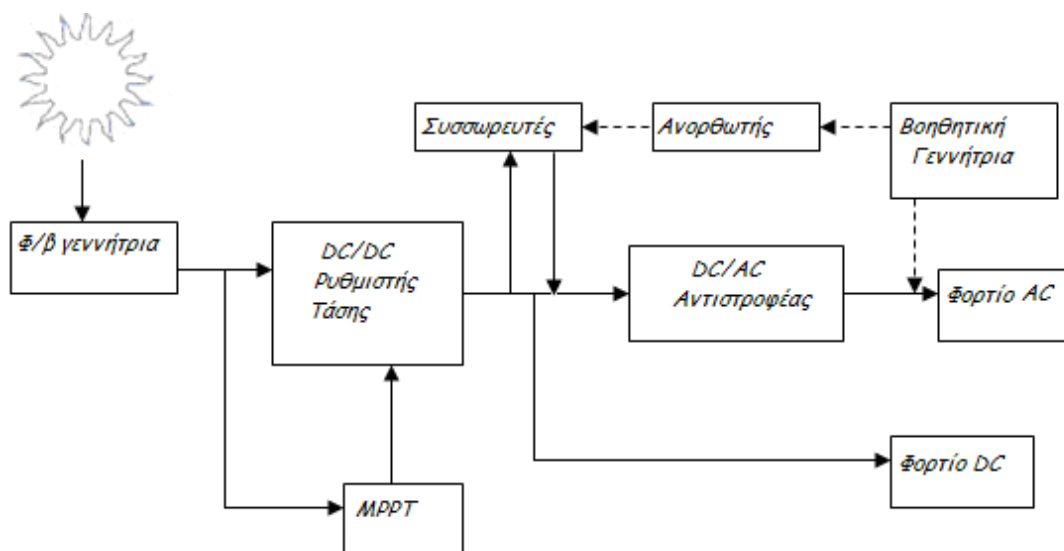 Συσσωρευτές
Ανορθωτής
Βοηθητική
Γεννήτρια
Φ/β γεννήτρια
DC/DC
Ρυθμιστής
Τάσης
DC/AC
Αντιστροφέας
Φορτίο AC
Φορτίο DC
MPPT